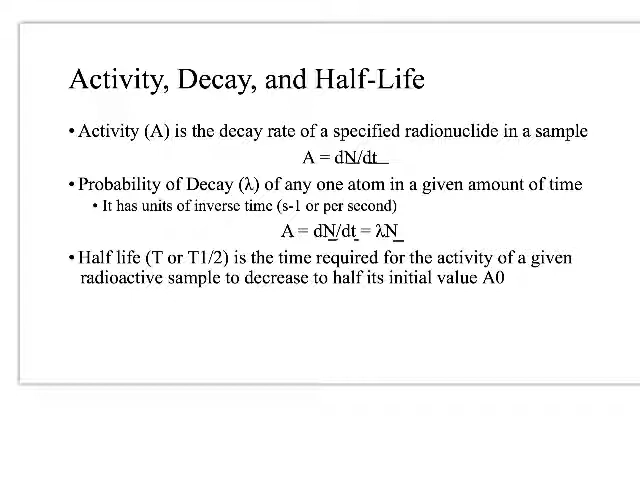 Activity, Decay, and Half-Life
• Activity (A) is the decay rate of a specified radionuclide in a sample
A = dN/dt
• Probability of Decay (λ) of any one atom in a given amount of time
• It has units of inverse time (s-1 or per second)
A = dN/dt = λN
• Half life (T or T1/2) is the time required for the activity of a given
radioactive sample to decrease to half its initial value A0